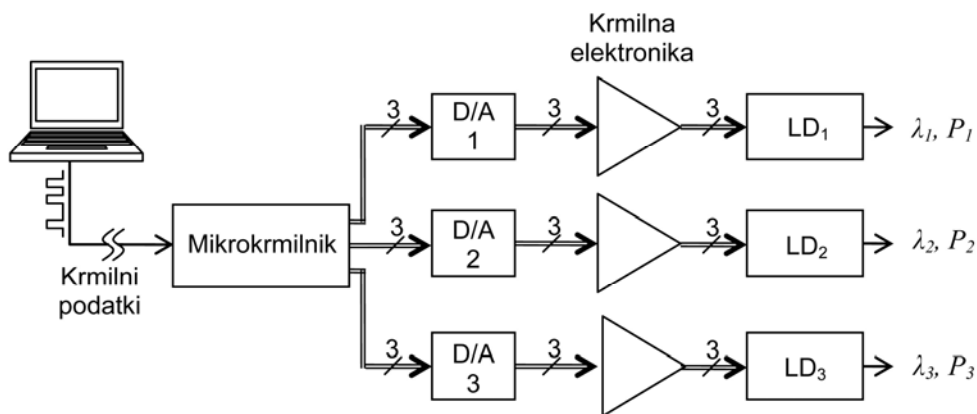 Krmilna
elektronika
3
D/A
1
3
3
LD₁
λ₁, P₁
Mikrokrmilnik
3
D/A
2
3
3
LD₂
λ₂, P₂
Krmilni
podatki
3
D/A
3
3
3
LD₃
λ₃, P₃